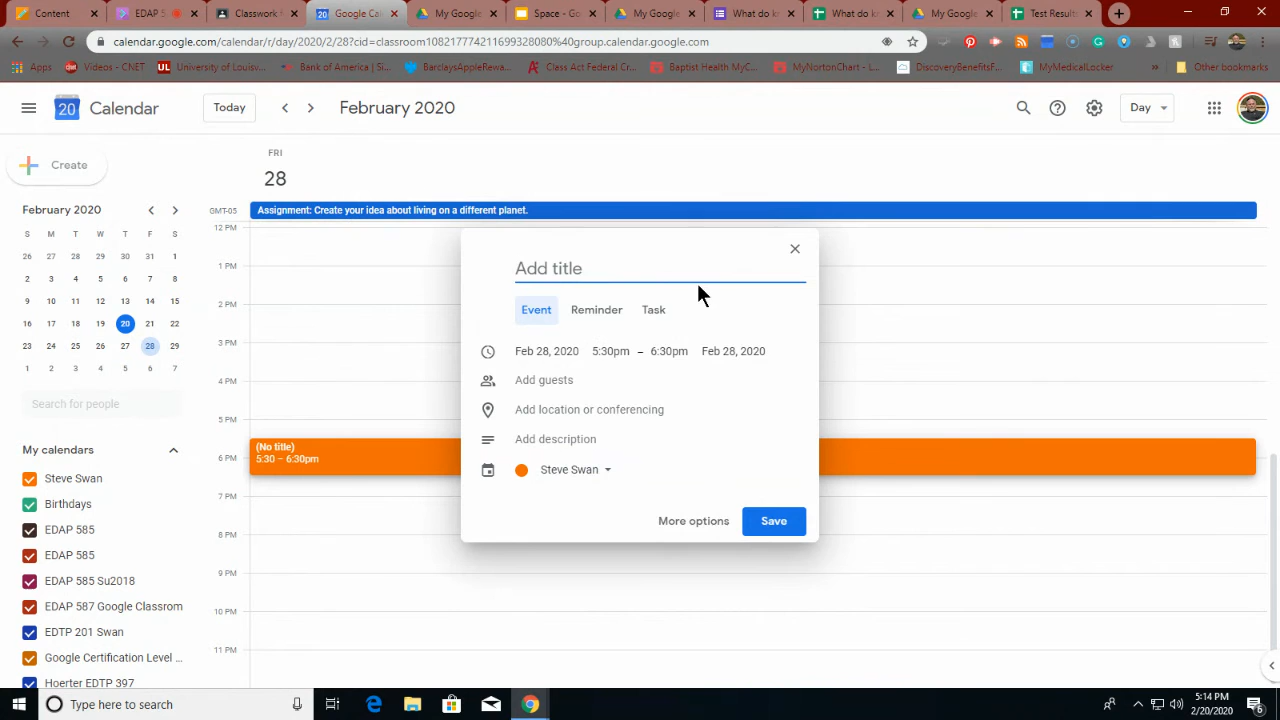 Content
EDAP 5
Classwork f
Google Cal
My Google
Space - Go
My Google
What do k
What do k
My Google
Test Result
calendar.google.com/calendar/r/day/2020/2/28?cid=classroom108217774211699328080%40group.calendar.google.com
Apps
Videos - CNET
University of Louisv...
Bank of America | Si...
BarclaysAppleRewa...
Class Act Federal Cr...
Baptist Health MyC...
MyNortonChart - L...
DiscoveryBenefitsF...
MyMedicalLocker
»
Other bookmarks
20
Calendar
Today
February 2020
Day
Create
FRI
28
February 2020
GMT-05
Assignment: Create your idea about living on a different planet.
S M T W T F S
26 27 28 29 30 31 1
2 3 4 5 6 7 8
9 10 11 12 13 14 15
16 17 18 19 20 21 22
23 24 25 26 27 28 29
1 2 3 4 5 6 7
Search for people
My calendars
Steve Swan
Birthdays
EDAP 585
EDAP 585
EDAP 585 Su2018
EDAP 587 Google Classrom
EDTP 201 Swan
Google Certification Level ...
Hoerter EDTP 397
12 PM
1 PM
2 PM
3 PM
4 PM
5 PM
6 PM
7 PM
8 PM
9 PM
10 PM
11 PM
(No title)
5:30 – 6:30pm
Add title
Event Reminder Task
Feb 28, 2020 5:30pm – 6:30pm Feb 28, 2020
Add guests
Add location or conferencing
Add description
Steve Swan
More options Save
Type here to search
5:14 PM
2/20/2020
6